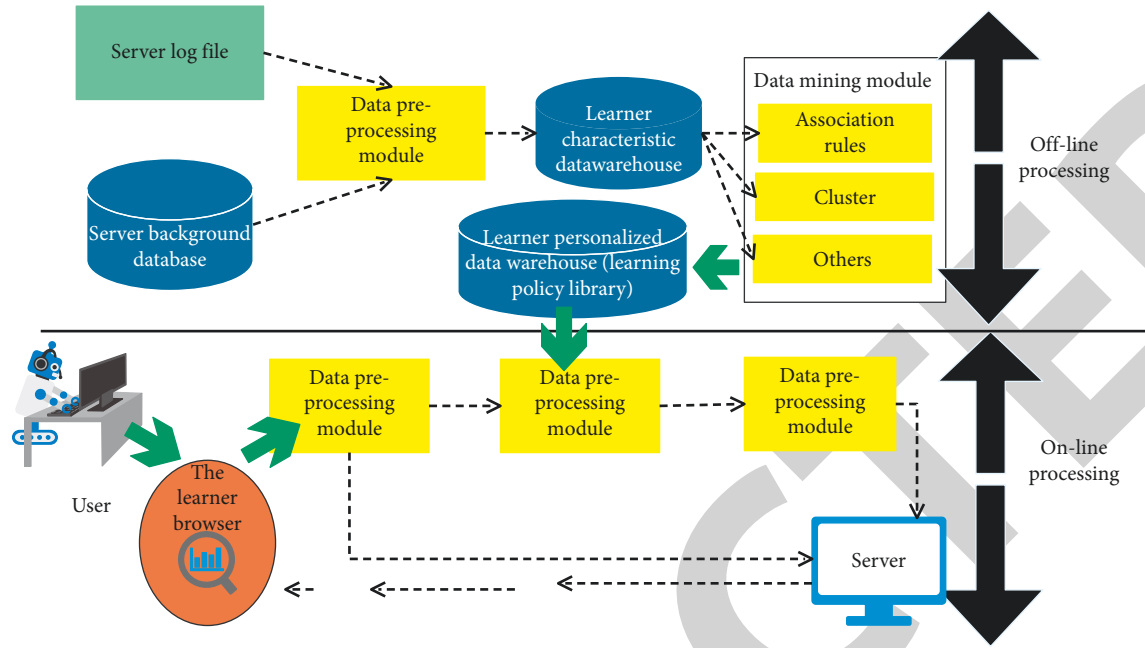 Server log file
Data pre-
processing
module
Learner
characteristic
datawarehouse
Data mining module
Association
rules
Cluster
Others
Off-line
processing
Server background
database
Learner personalized
data warehouse (learning
policy library)
Data pre-
processing
module
Data pre-
processing
module
Data pre-
processing
module
On-line
processing
User
The
learner
browser
Server